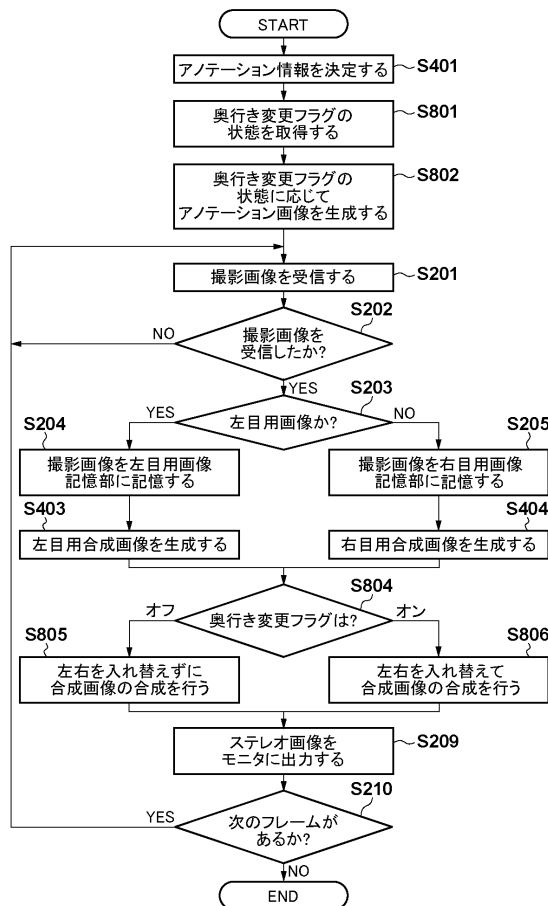 START
アノテーション情報を決定する
S401
奥行き変更フラグの
状態を取得する
S801
奥行き変更フラグの
状態に応じて
アノテーション画像を生成する
S802
撮影画像を受信する
S201
撮影画像を
受信したか?
S202
NO
YES
左目用画像か?
S203
YES
NO
S204
撮影画像を左目用画像
記憶部に記憶する
S205
撮影画像を右目用画像
記憶部に記憶する
S403
左目用合成画像を生成する
S404
右目用合成画像を生成する
奥行き変更フラグは?
S804
オフ
オン
S805
左右を入れ替えずに
合成画像の合成を行う
S806
左右を入れ替えて
合成画像の合成を行う
ステレオ画像を
モニタに出力する
S209
次のフレームが
あるか?
S210
YES
NO
END